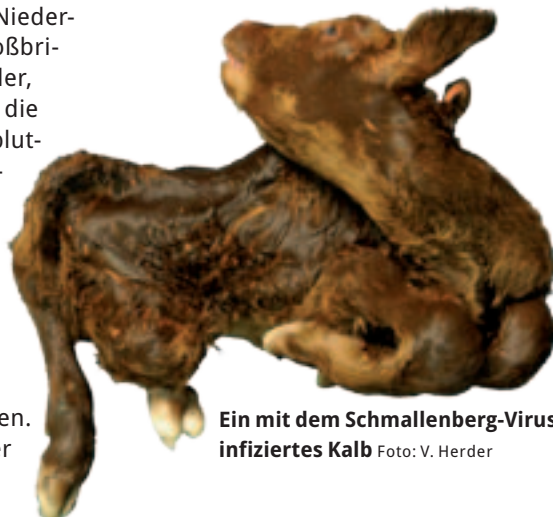 Nieder-
oßbri-
ler,
die
blut-
en.
er
Ein mit dem Schmallenberg-Virus
infiziertes Kalb Foto: V. Herder